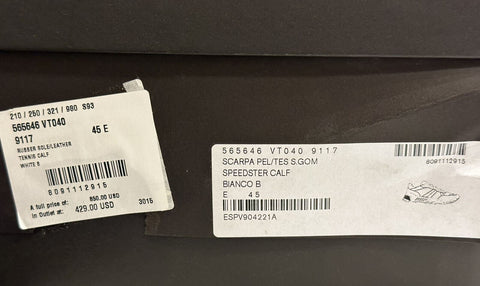 210 / 250 / 321 / 980 S93
565646 VT040
9117
45 E
RUBBER SOLE/LEATHER
TENNIS CALF
WHITE B
8091112915
A full price of: 850.00 USD
In Outlet at: 429.00 USD
3015
565646 VT040 9117
SCARPA PEL/TES S.GOM
SPEEDSTER CALF
BIANCO B
E 45
ESPV904221A
8091112915